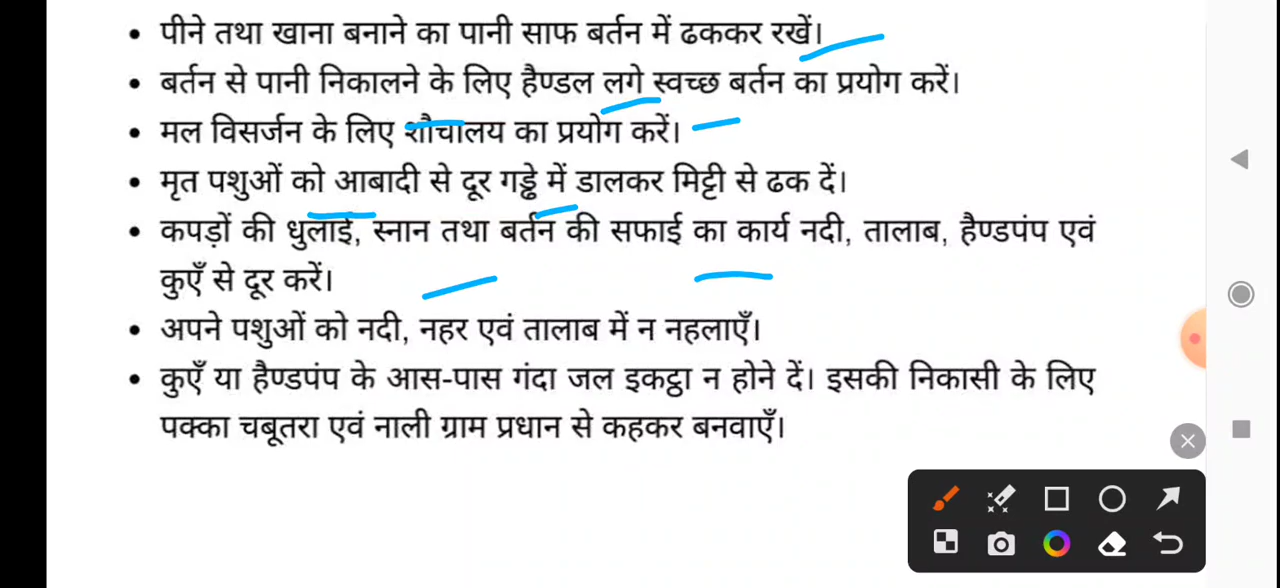 • पीने तथा खाना बनाने का पानी साफ बर्तन में ढककर रखें।
• बर्तन से पानी निकालने के लिए हैण्डल लगे स्वच्छ बर्तन का प्रयोग करें।
• मल विसर्जन के लिए शौचालय का प्रयोग करें।
• मृत पशुओं को आबादी से दूर गड्ढे में डालकर मिट्टी से ढक दें।
• कपड़ों की धुलाई, स्नान तथा बर्तन की सफाई का कार्य नदी, तालाब, हैण्डपंप एवं
कुएँ से दूर करें।
• अपने पशुओं को नदी, नहर एवं तालाब में न नहलाएँ।
• कुएँ या हैण्डपंप के आस-पास गंदा जल इकट्ठा न होने दें। इसकी निकासी के लिए
पक्का चबूतरा एवं नाली ग्राम प्रधान से कहकर बनवाएँ।